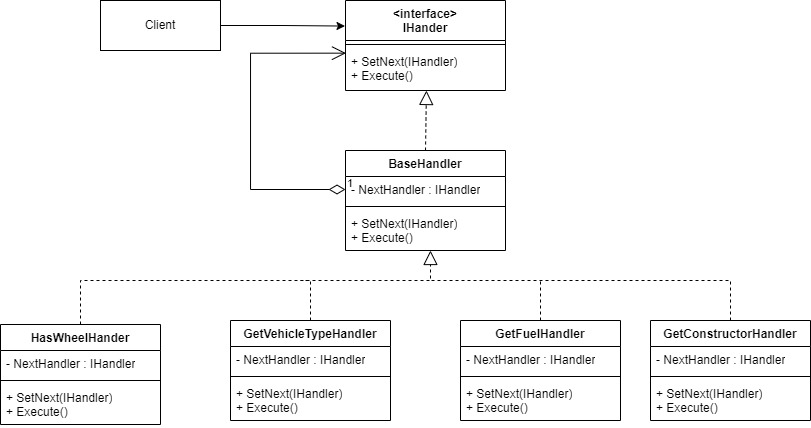 Client
<interface>
IHander
+ SetNext(IHandler)
+ Execute()
BaseHandler
1
- NextHandler : IHandler
+ SetNext(IHandler)
+ Execute()
HasWheelHander
- NextHandler : IHandler
+ SetNext(IHandler)
+ Execute()
GetVehicleTypeHandler
- NextHandler : IHandler
+ SetNext(IHandler)
+ Execute()
GetFuelHandler
- NextHandler : IHandler
+ SetNext(IHandler)
+ Execute()
GetConstructorHandler
- NextHandler : IHandler
+ SetNext(IHandler)
+ Execute()